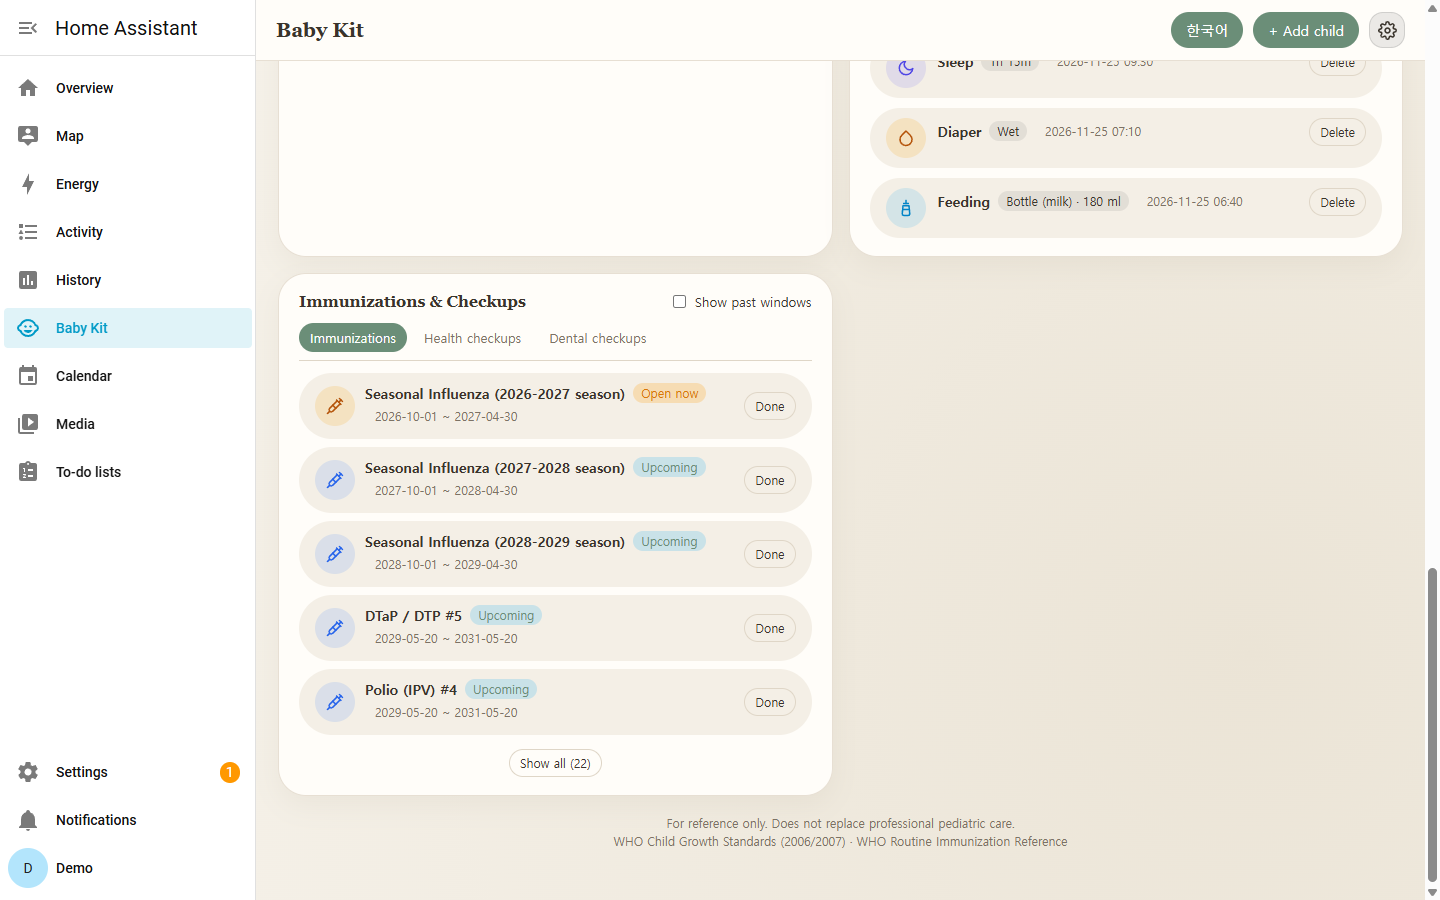 Home Assistant
Baby Kit
한국어
+ Add child
Overview
Map
Energy
Activity
History
Baby Kit
Calendar
Media
To-do lists
Settings
1
Notifications
D
Demo
Sleep 1h 15m 2026-11-25 09:30 Delete
Diaper Wet 2026-11-25 07:10 Delete
Feeding Bottle (milk) · 180 ml 2026-11-25 06:40 Delete
Immunizations & Checkups
Show past windows
Immunizations Health checkups Dental checkups
Seasonal Influenza (2026-2027 season) Open now
2026-10-01 ~ 2027-04-30
Done
Seasonal Influenza (2027-2028 season) Upcoming
2027-10-01 ~ 2028-04-30
Done
Seasonal Influenza (2028-2029 season) Upcoming
2028-10-01 ~ 2029-04-30
Done
DTaP / DTP #5 Upcoming
2029-05-20 ~ 2031-05-20
Done
Polio (IPV) #4 Upcoming
2029-05-20 ~ 2031-05-20
Done
Show all (22)
For reference only. Does not replace professional pediatric care.
WHO Child Growth Standards (2006/2007) · WHO Routine Immunization Reference